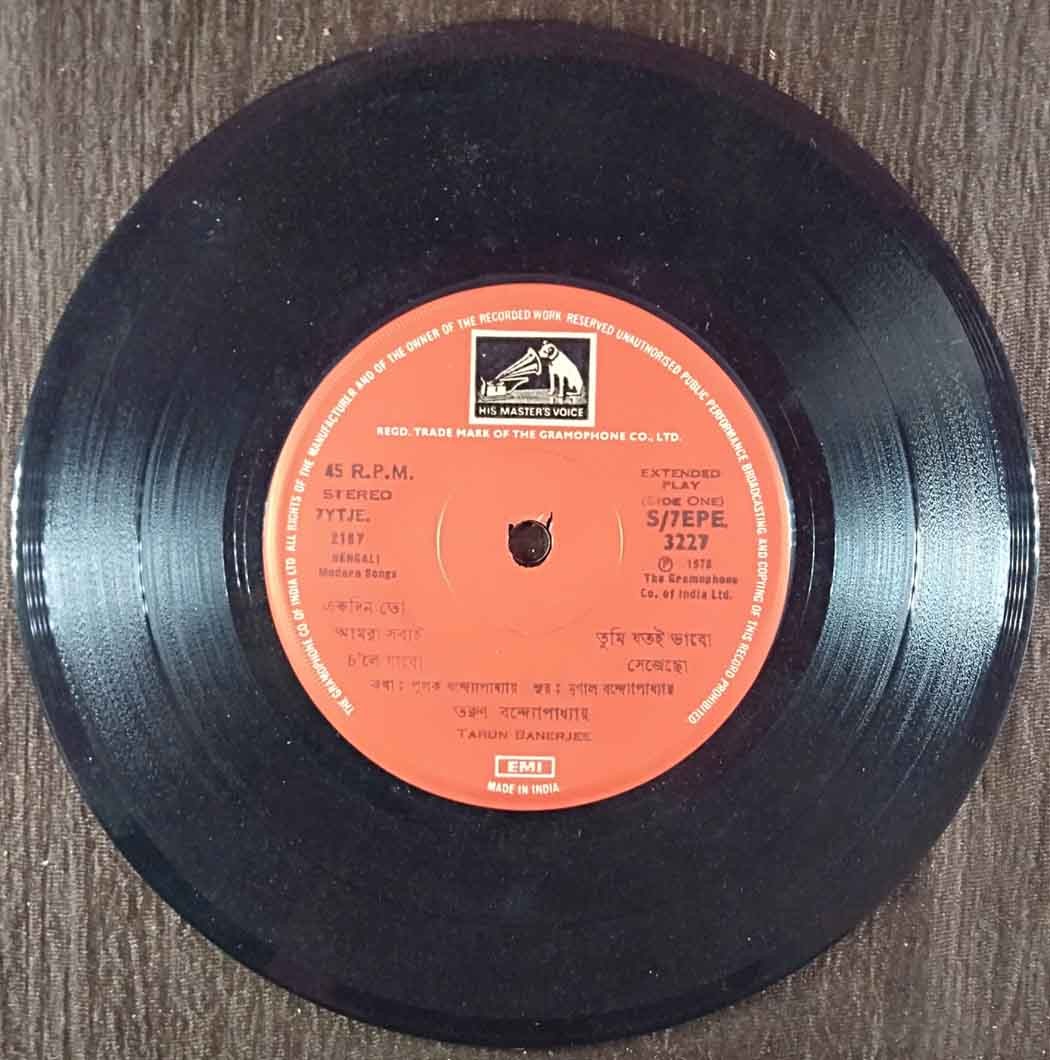 THE GRAMOPHONE CO OF INDIA LTD ALL RIGHTS OF THE MANUFACTURER AND OF THE OWNER OF THE RECORDED WORK RESERVED UNAUTHORISED PUBLIC PERFORMANCE BROADCASTING AND COPYING OF THIS RECORD PROHIBITED
HIS MASTER'S VOICE
REGD. TRADE MARK OF THE GRAMOPHONE CO., LTD.
45 R.P.M.
STEREO
7YTJE.
2187
BENGALI
Modern Songs
EXTENDED
PLAY
(SIDE ONE)
S/7EPE.
3227
Ⓟ 1978
The Gramophone
Co. of India Ltd.
একদিন তো
আমরা সবাই
চ'লে যাবো
তুমি যতই ভাবো
সেজেছো
কথা : পুলক বন্দ্যোপাধ্যায় সুর : মৃণাল বন্দ্যোপাধ্যায়
তরুণ বন্দ্যোপাধ্যায়
TARUN BANERJEE
EMI
MADE IN INDIA